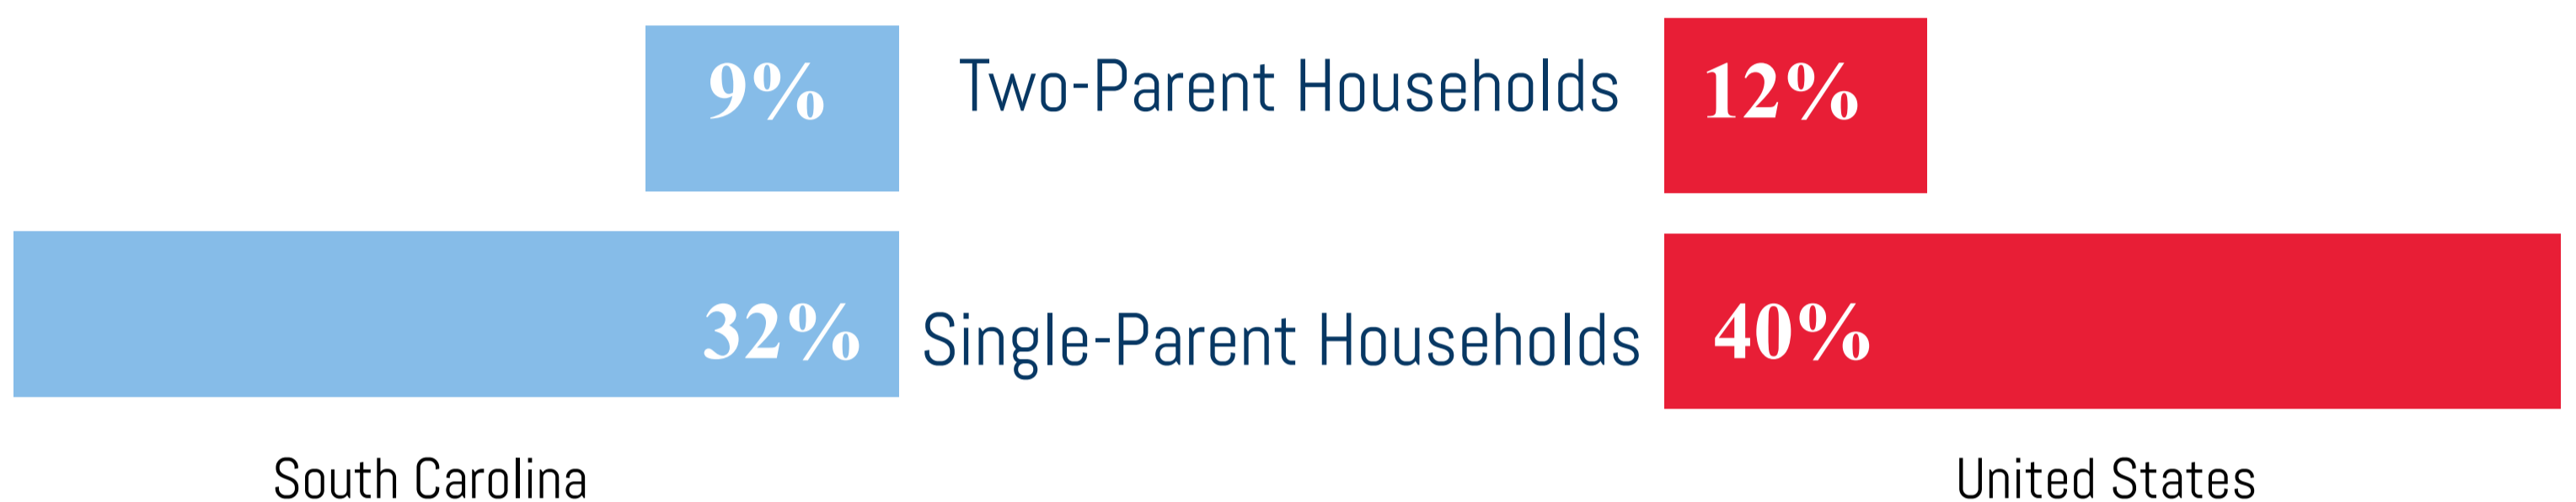 9% Two-Parent Households 12%
32% Single-Parent Households 40%
South Carolina United States